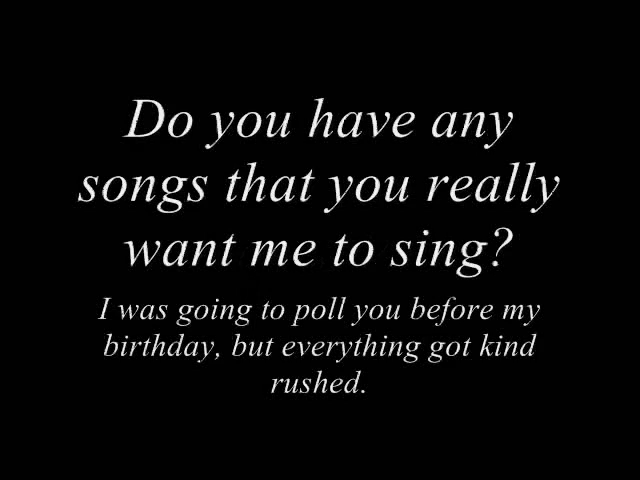 Do you have any
songs that you really
want me to sing?
I was going to poll you before my
birthday, but everything got kind
rushed.